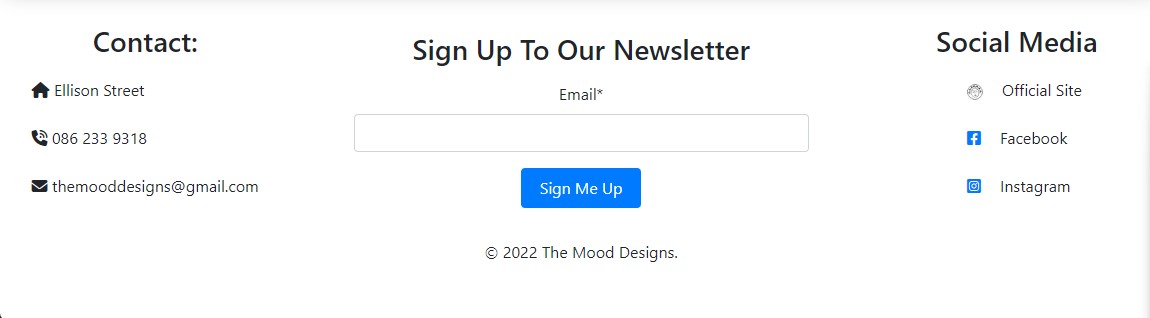 Contact:
Ellison Street
086 233 9318
themooddesigns@gmail.com
Sign Up To Our Newsletter
Email*
Sign Me Up
© 2022 The Mood Designs.
Social Media
Official Site
Facebook
Instagram